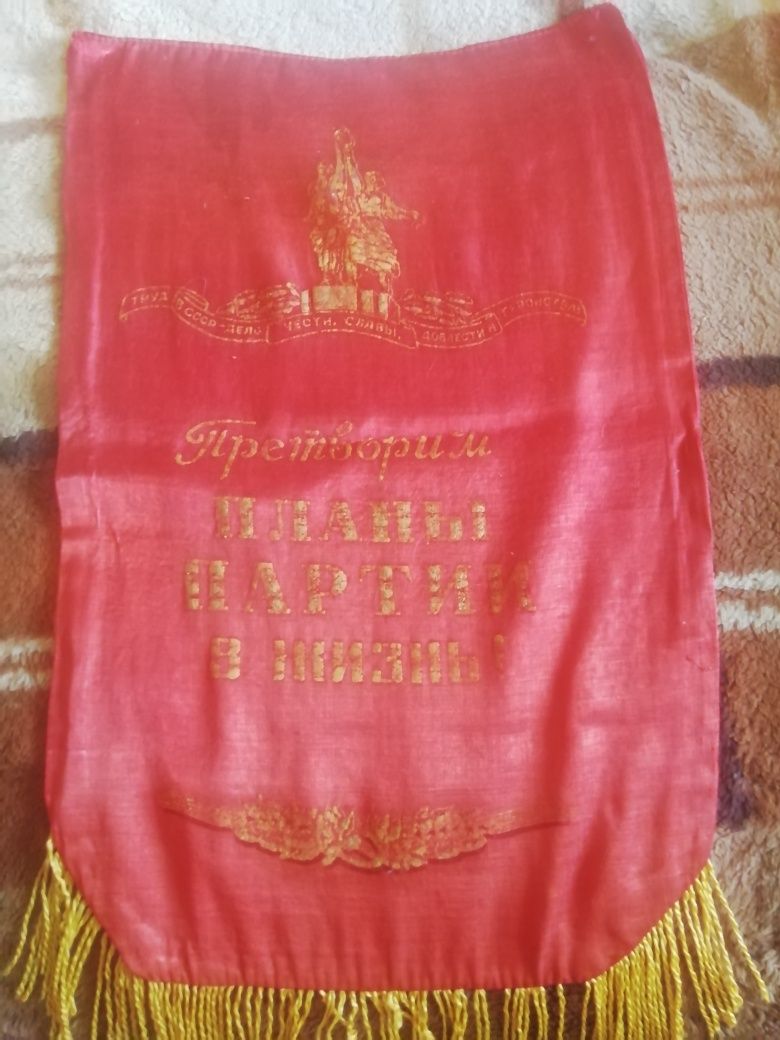 ТРУД В СССР-ДЕЛО ЧЕСТИ, СЛАВЫ, ДОБЛЕСТИ И ГЕРОЙСТВА
Претворим
ПЛАНЫ
ПАРТИИ
В ЖИЗНЬ!